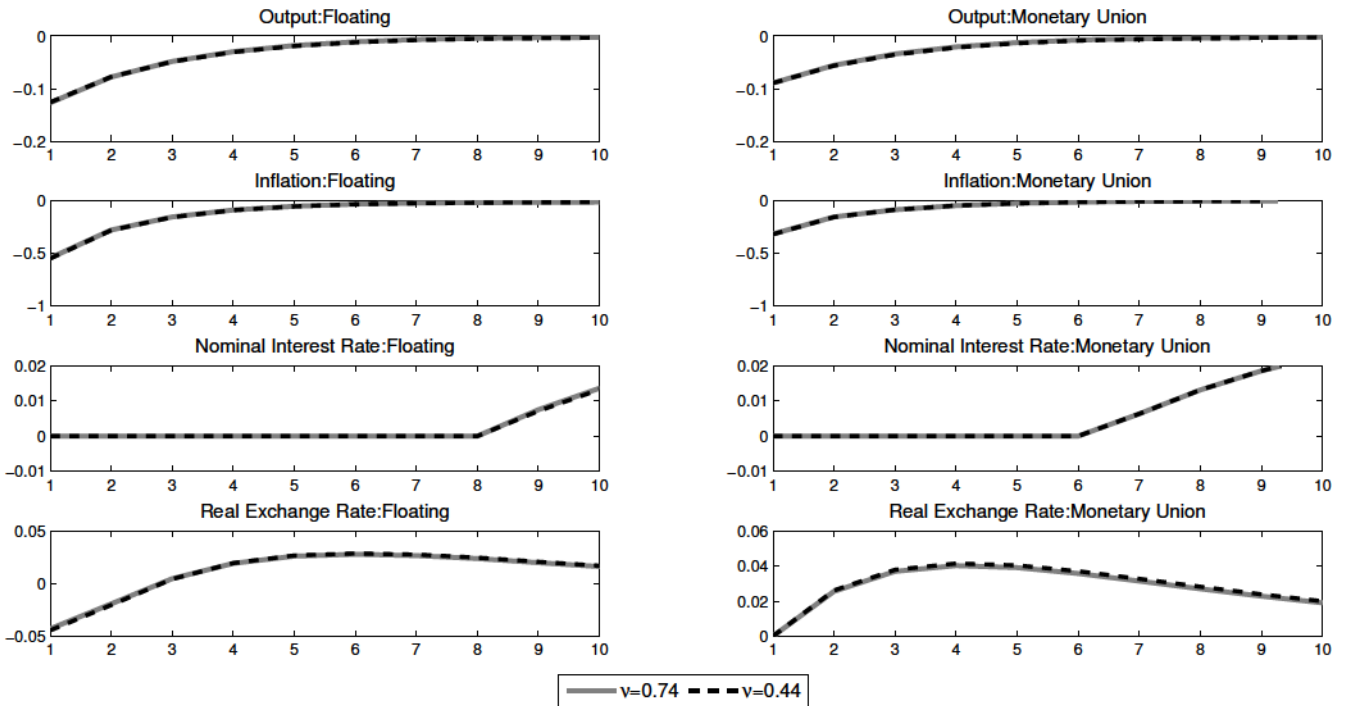 Output:Floating
0
−0.1
−0.2
1 2 3 4 5 6 7 8 9 10
Output:Monetary Union
0
−0.1
−0.2
1 2 3 4 5 6 7 8 9 10
Inflation:Floating
0
−0.5
−1
1 2 3 4 5 6 7 8 9 10
Inflation:Monetary Union
0
−0.5
−1
1 2 3 4 5 6 7 8 9 10
Nominal Interest Rate:Floating
0.02
0.01
0
−0.01
1 2 3 4 5 6 7 8 9 10
Nominal Interest Rate:Monetary Union
0.02
0.01
0
−0.01
1 2 3 4 5 6 7 8 9 10
Real Exchange Rate:Floating
0.05
0
−0.05
1 2 3 4 5 6 7 8 9 10
Real Exchange Rate:Monetary Union
0.06
0.04
0.02
0
1 2 3 4 5 6 7 8 9 10
ν=0.74 ν=0.44